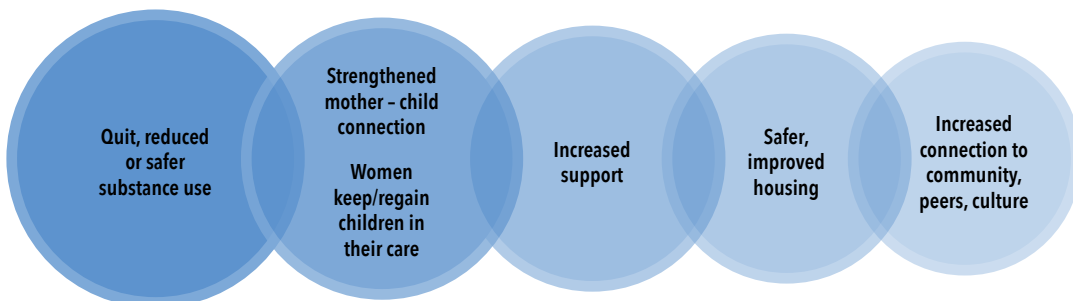 Quit, reduced
or safer
substance use
Strengthened
mother – child
connection
Women
keep/regain
children in
their care
Increased
support
Safer,
improved
housing
Increased
connection to
community,
peers, culture